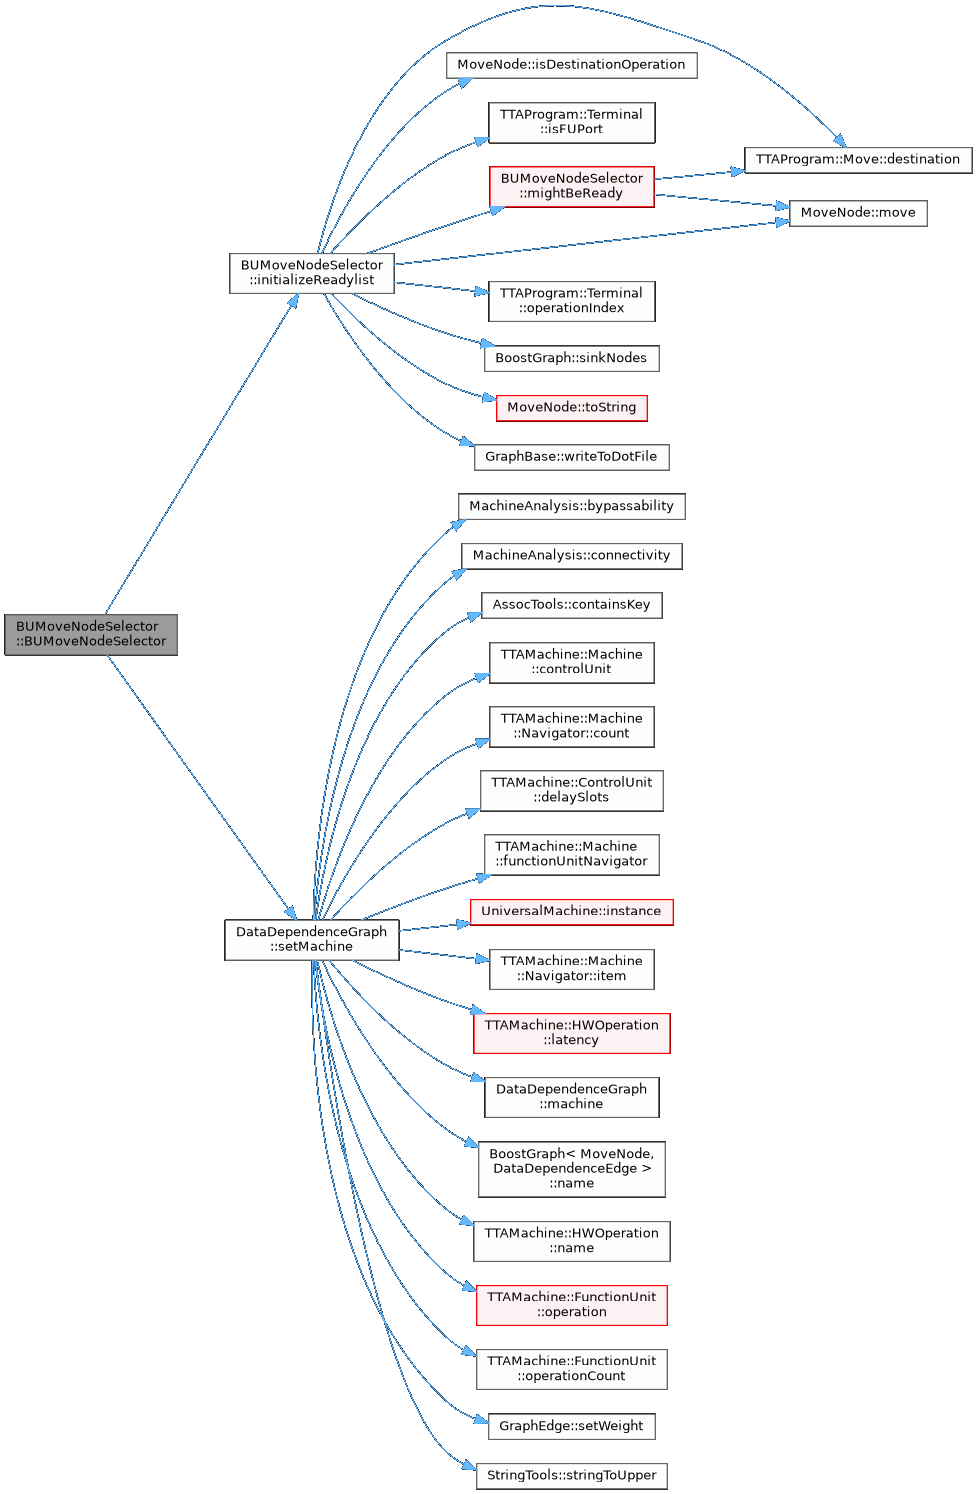 MoveNode::isDestinationOperation
TTAProgram::Terminal
::isFUPort
TTAProgram::Move::destination
BUMoveNodeSelector
::mightBeReady
MoveNode::move
BUMoveNodeSelector
::initializeReadylist
TTAProgram::Terminal
::operationIndex
BoostGraph::sinkNodes
MoveNode::toString
GraphBase::writeToDotFile
MachineAnalysis::bypassability
MachineAnalysis::connectivity
AssocTools::containsKey
BUMoveNodeSelector
::BUMoveNodeSelector
TTAMachine::Machine
::controlUnit
TTAMachine::Machine
::Navigator::count
TTAMachine::ControlUnit
::delaySlots
TTAMachine::Machine
::functionUnitNavigator
UniversalMachine::instance
DataDependenceGraph
::setMachine
TTAMachine::Machine
::Navigator::item
TTAMachine::HWOperation
::latency
DataDependenceGraph
::machine
BoostGraph< MoveNode,
DataDependenceEdge >
::name
TTAMachine::HWOperation
::name
TTAMachine::FunctionUnit
::operation
TTAMachine::FunctionUnit
::operationCount
GraphEdge::setWeight
StringTools::stringToUpper